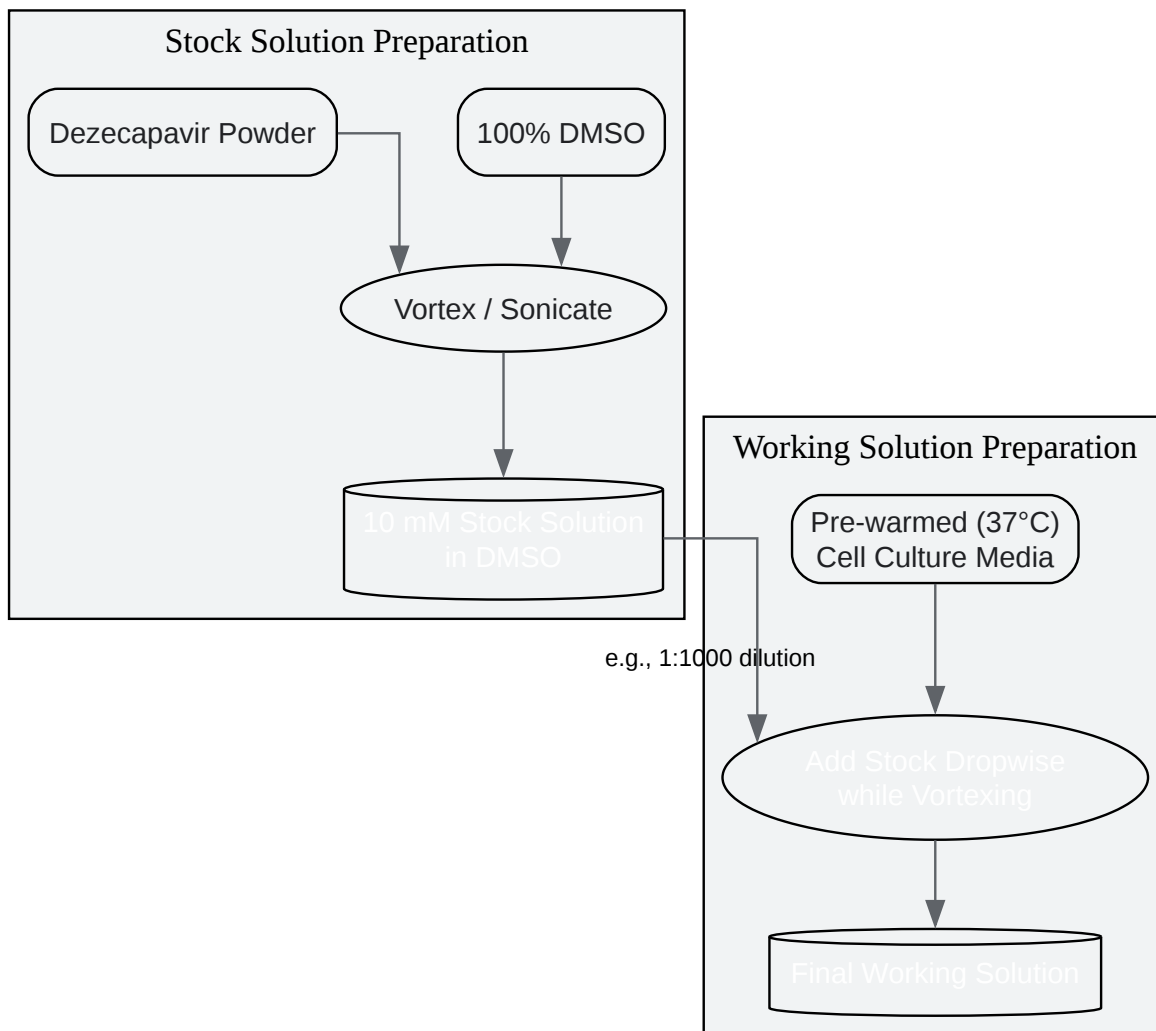 Stock Solution Preparation
Dezecapavir Powder
100% DMSO
Vortex / Sonicate
10 mM Stock Solution
in DMSO
e.g., 1:1000 dilution
Working Solution Preparation
Pre-warmed (37°C)
Cell Culture Media
Add Stock Dropwise
while Vortexing
Final Working Solution